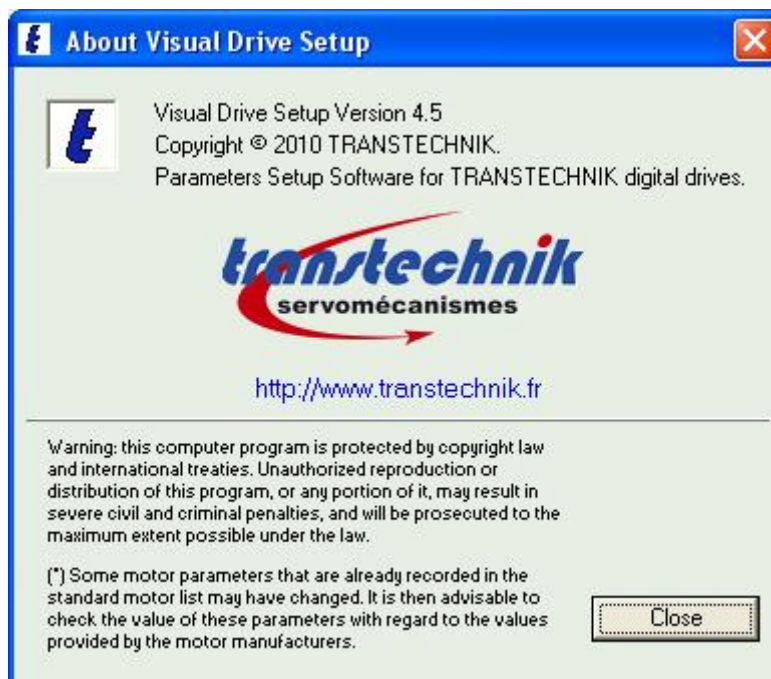 About Visual Drive Setup
Visual Drive Setup Version 4.5
Copyright © 2010 TRANSTECHNIK.
Parameters Setup Software for TRANSTECHNIK digital drives.
transtechnik
servomécanismes
http://www.transtechnik.fr
Warning: this computer program is protected by copyright law
and international treaties. Unauthorized reproduction or
distribution of this program, or any portion of it, may result in
severe civil and criminal penalties, and will be prosecuted to the
maximum extent possible under the law.
(*) Some motor parameters that are already recorded in the
standard motor list may have changed. It is then advisable to
check the value of these parameters with regard to the values
provided by the motor manufacturers.
Close